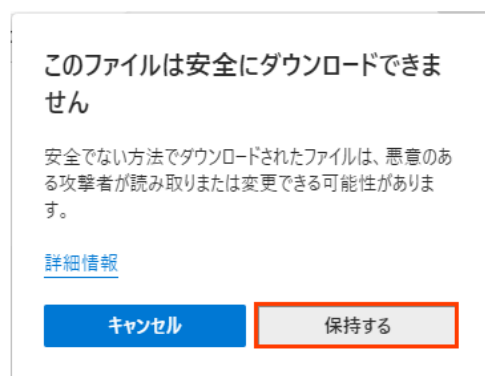 このファイルは安全にダウンロードできま
せん
安全でない方法でダウンロードされたファイルは、悪意のあ
る攻撃者が読み取りまたは変更できる可能性がありま
す。
詳細情報
キャンセル
保持する